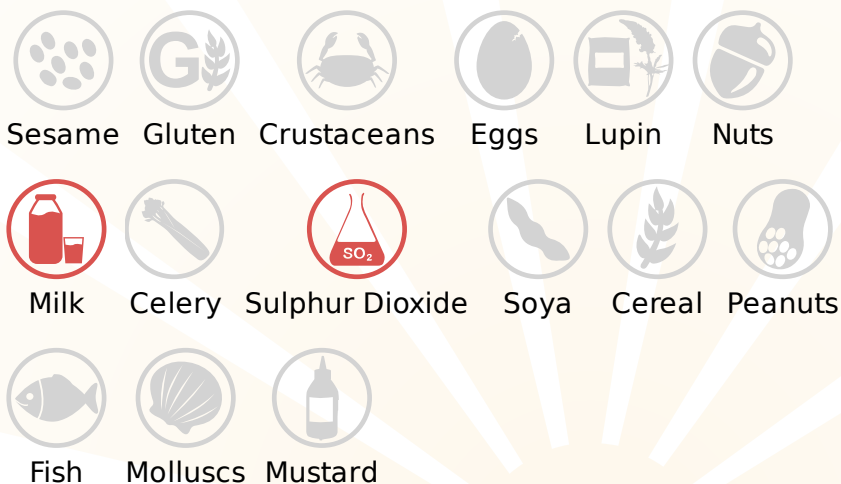 G
Sesame Gluten Crustaceans Eggs Lupin Nuts
SO₂
Milk Celery Sulphur Dioxide Soya Cereal Peanuts
Fish Molluscs Mustard